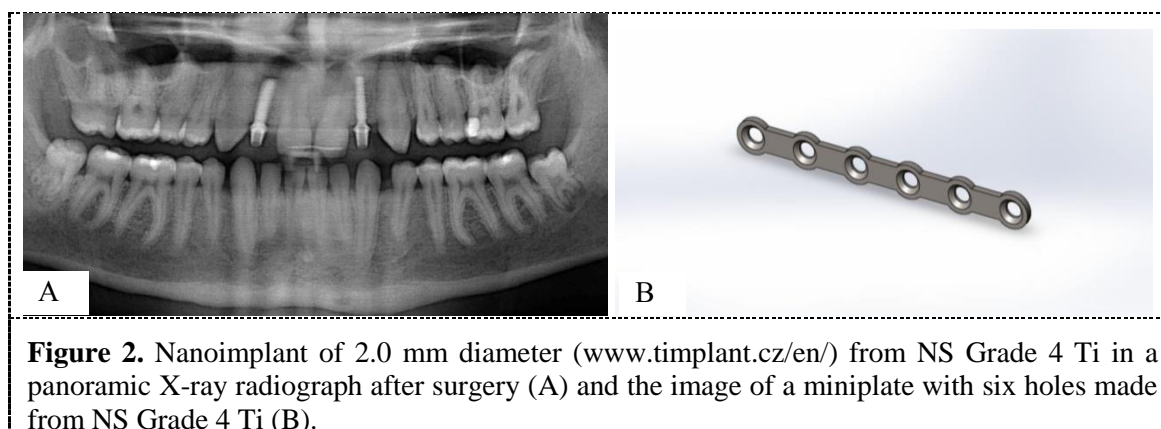 A
B
Figure 2. Nanoimplant of 2.0 mm diameter (www.timplant.cz/en/) from NS Grade 4 Ti in a
panoramic X-ray radiograph after surgery (A) and the image of a miniplate with six holes made
from NS Grade 4 Ti (B).